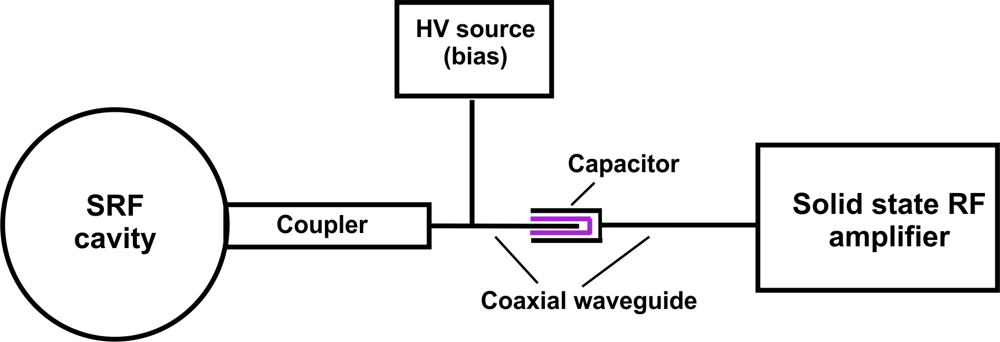 HV source
(bias)
Capacitor
SRF
cavity
Coupler
Solid state RF
amplifier
Coaxial waveguide